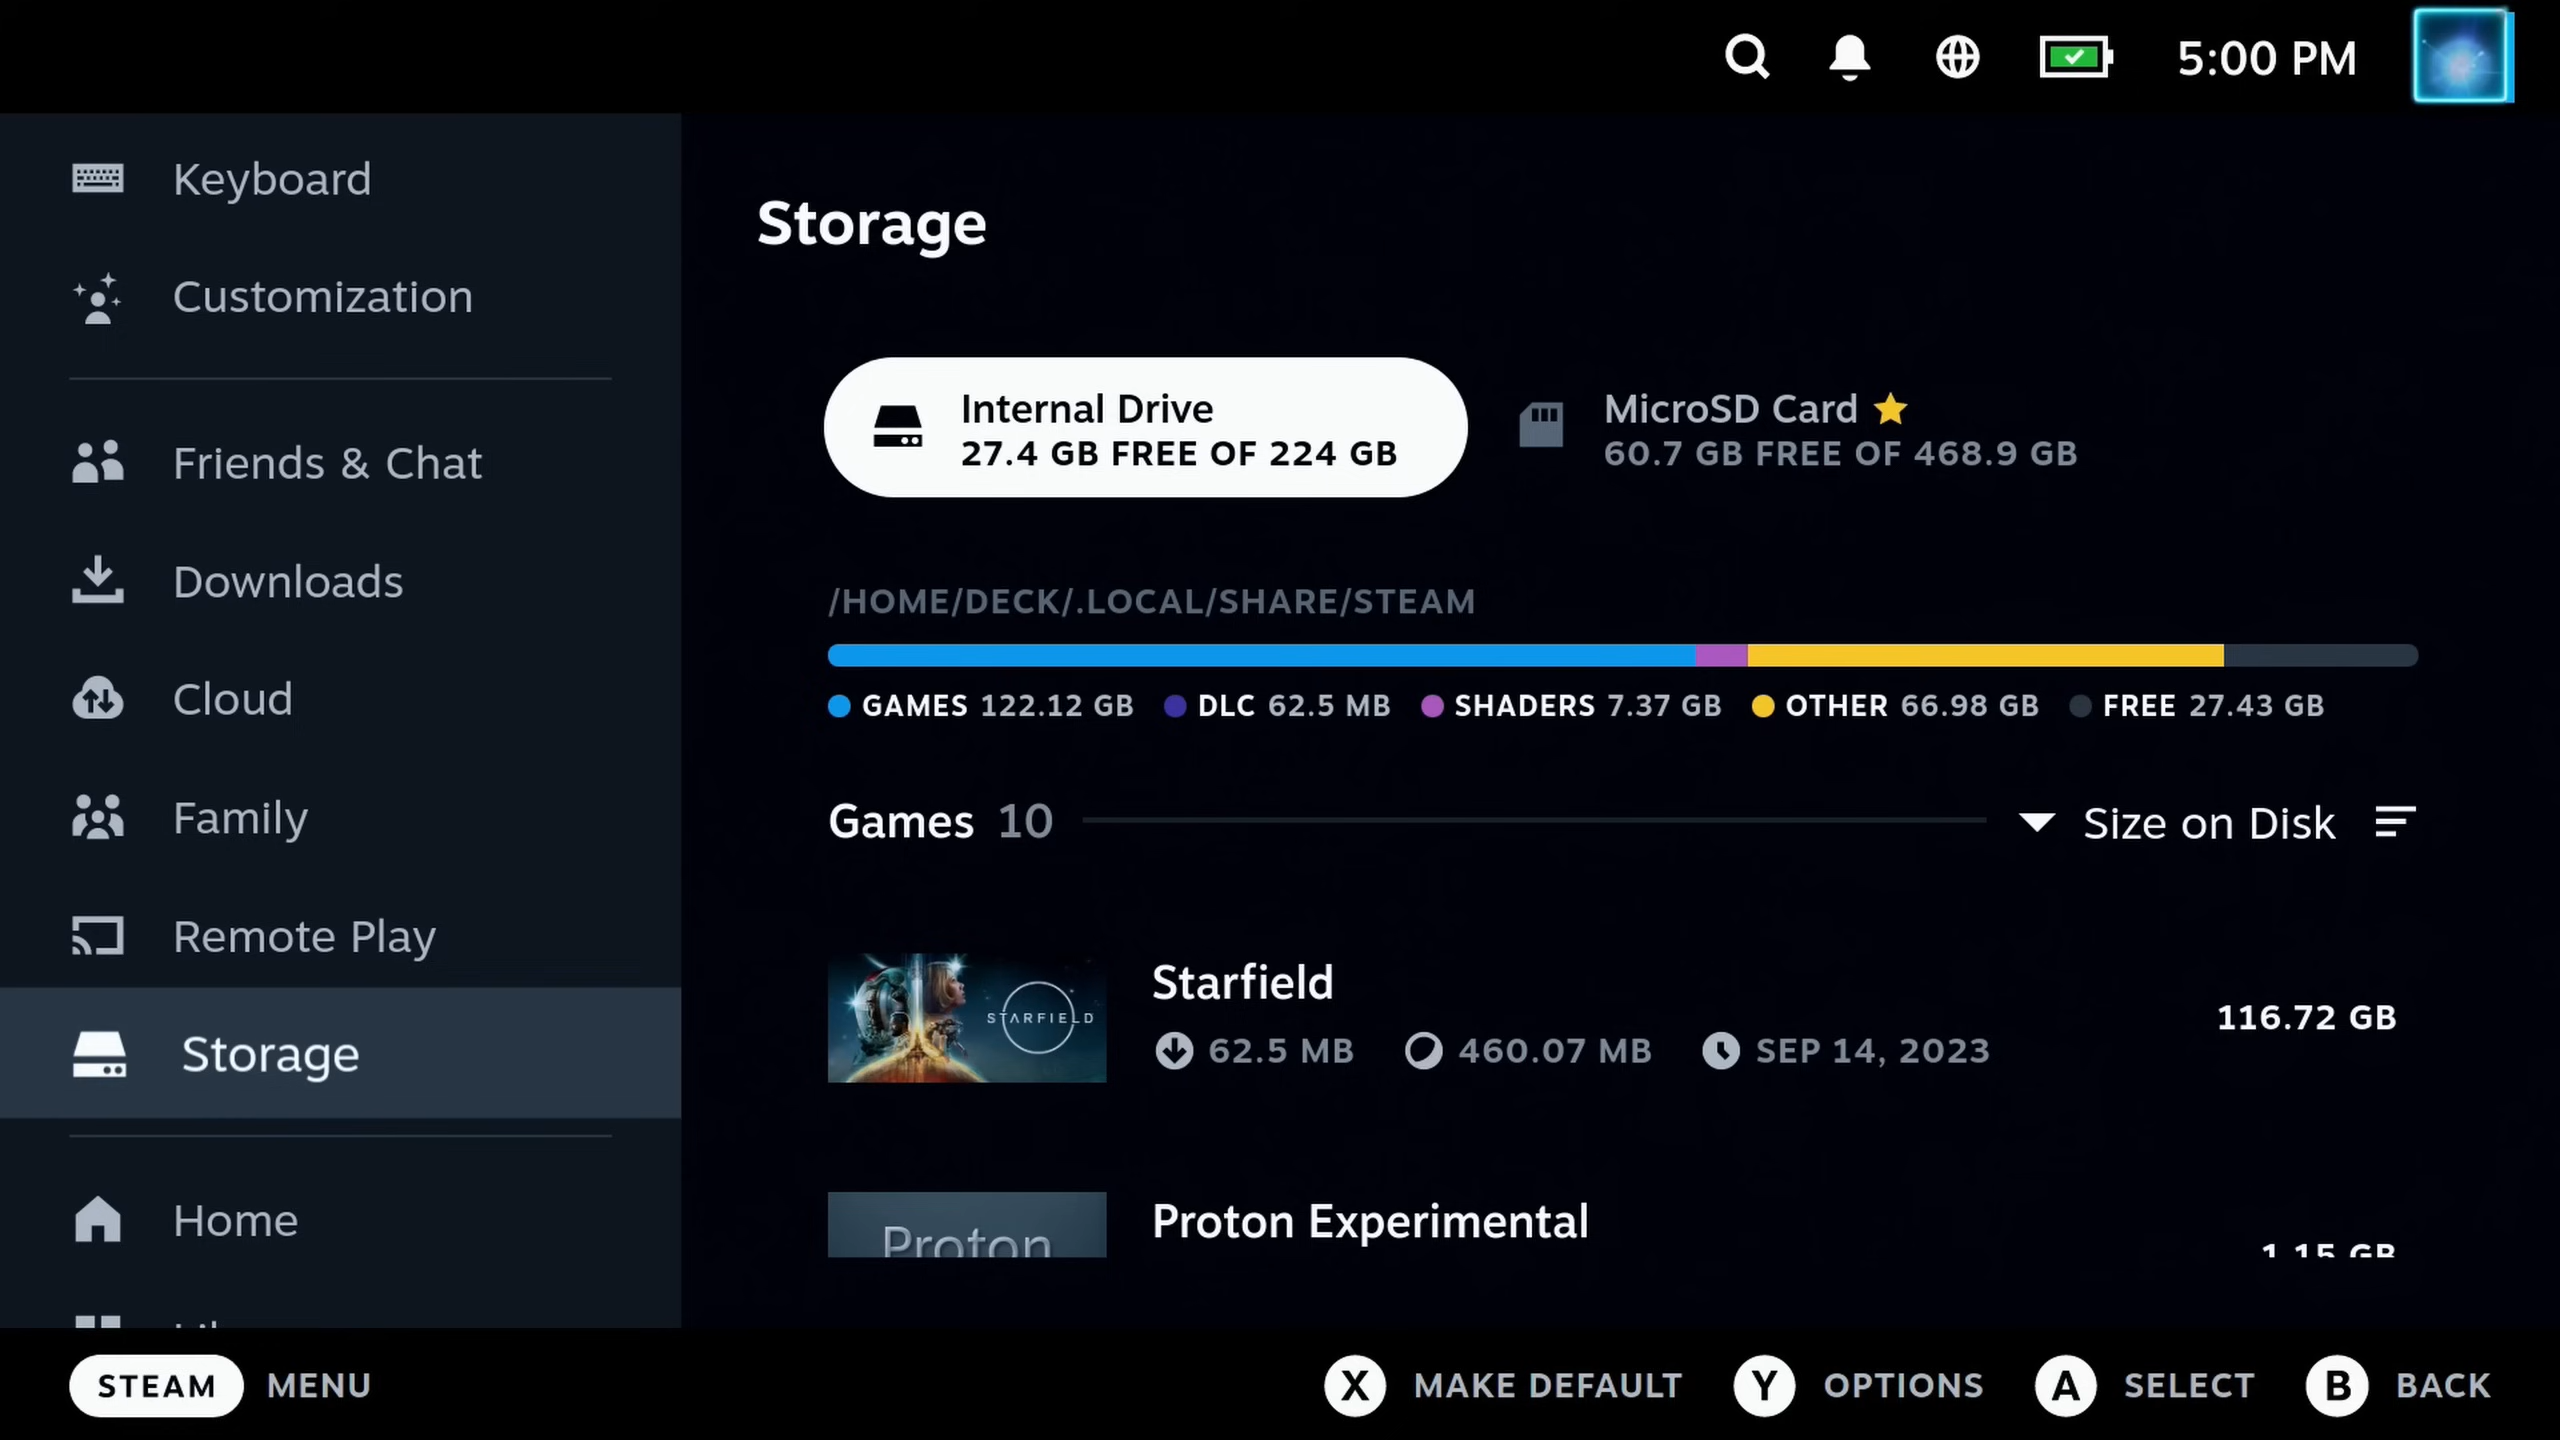 5:00 PM
Keyboard
Customization
Friends & Chat
Downloads
Cloud
Family
Remote Play
Storage
Home
Storage
Internal Drive
27.4 GB FREE OF 224 GB
MicroSD Card
60.7 GB FREE OF 468.9 GB
/HOME/DECK/.LOCAL/SHARE/STEAM
GAMES 122.12 GB DLC 62.5 MB SHADERS 7.37 GB OTHER 66.98 GB FREE 27.43 GB
Games 10
Size on Disk
STARFIELD
Starfield
62.5 MB 460.07 MB SEP 14, 2023
116.72 GB
Proton
Proton Experimental
1.15 GB
STEAM MENU
X MAKE DEFAULT Y OPTIONS A SELECT B BACK